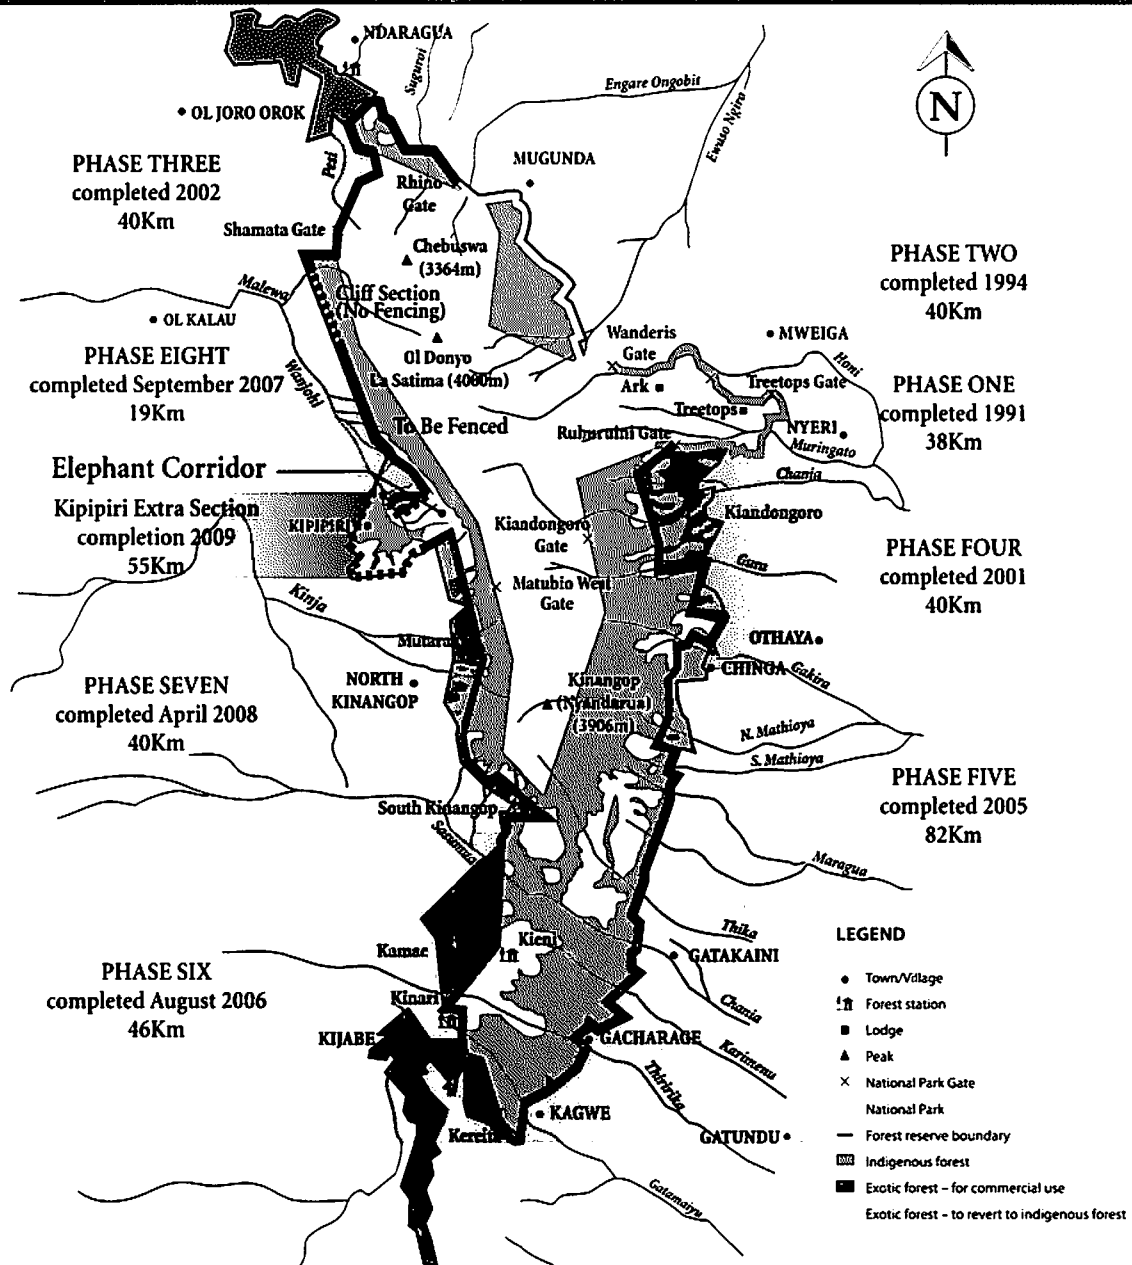 NDARAGUA
Suguroi
Engare Ongobit
N
OL JORO OROK
Ewuso Ngiro
PHASE THREE
completed 2002
40Km
Pesi
MUGUNDA
Rhino
Gate
Shamata Gate
Chebuswa
(3364m)
PHASE TWO
completed 1994
40Km
Malewa
Cliff Section
(No Fencing)
OL KALAU
Wanderis
Gate
MWEIGA
PHASE EIGHT
completed September 2007
19Km
Wanjohi
Ol Donyo
La Satima (4000m)
Honi
Ark
Treetops Gate
PHASE ONE
completed 1991
38Km
Treetops
To Be Fenced
Ruhuruini Gate
NYERI
Muringato
Elephant Corridor
Chania
Kipipiri Extra Section
completion 2009
55Km
KIPIPIRI
Kiandongoro
Gate
Kiandongoro
PHASE FOUR
completed 2001
40Km
Gura
Matubio West
Gate
Kinja
Mutara
OTHAYA
CHINGA
Gakira
NORTH
KINANGOP
Kinangop
(Nyandarua)
(3906m)
PHASE SEVEN
completed April 2008
40Km
N. Mathioya
S. Mathioya
PHASE FIVE
completed 2005
82Km
South Kinangop
Sasumua
Maragua
Thika
LEGEND
Kamae
Kieni
GATAKAINI
Town/Village
Forest station
Lodge
Peak
National Park Gate
National Park
Forest reserve boundary
Indigenous forest
Exotic forest – for commercial use
Exotic forest – to revert to indigenous forest
PHASE SIX
completed August 2006
46Km
Kinari
Chania
KIJABE
GACHARAGE
Karimenu
Thiririka
KAGWE
Kereita
GATUNDU
Gatamaiyu